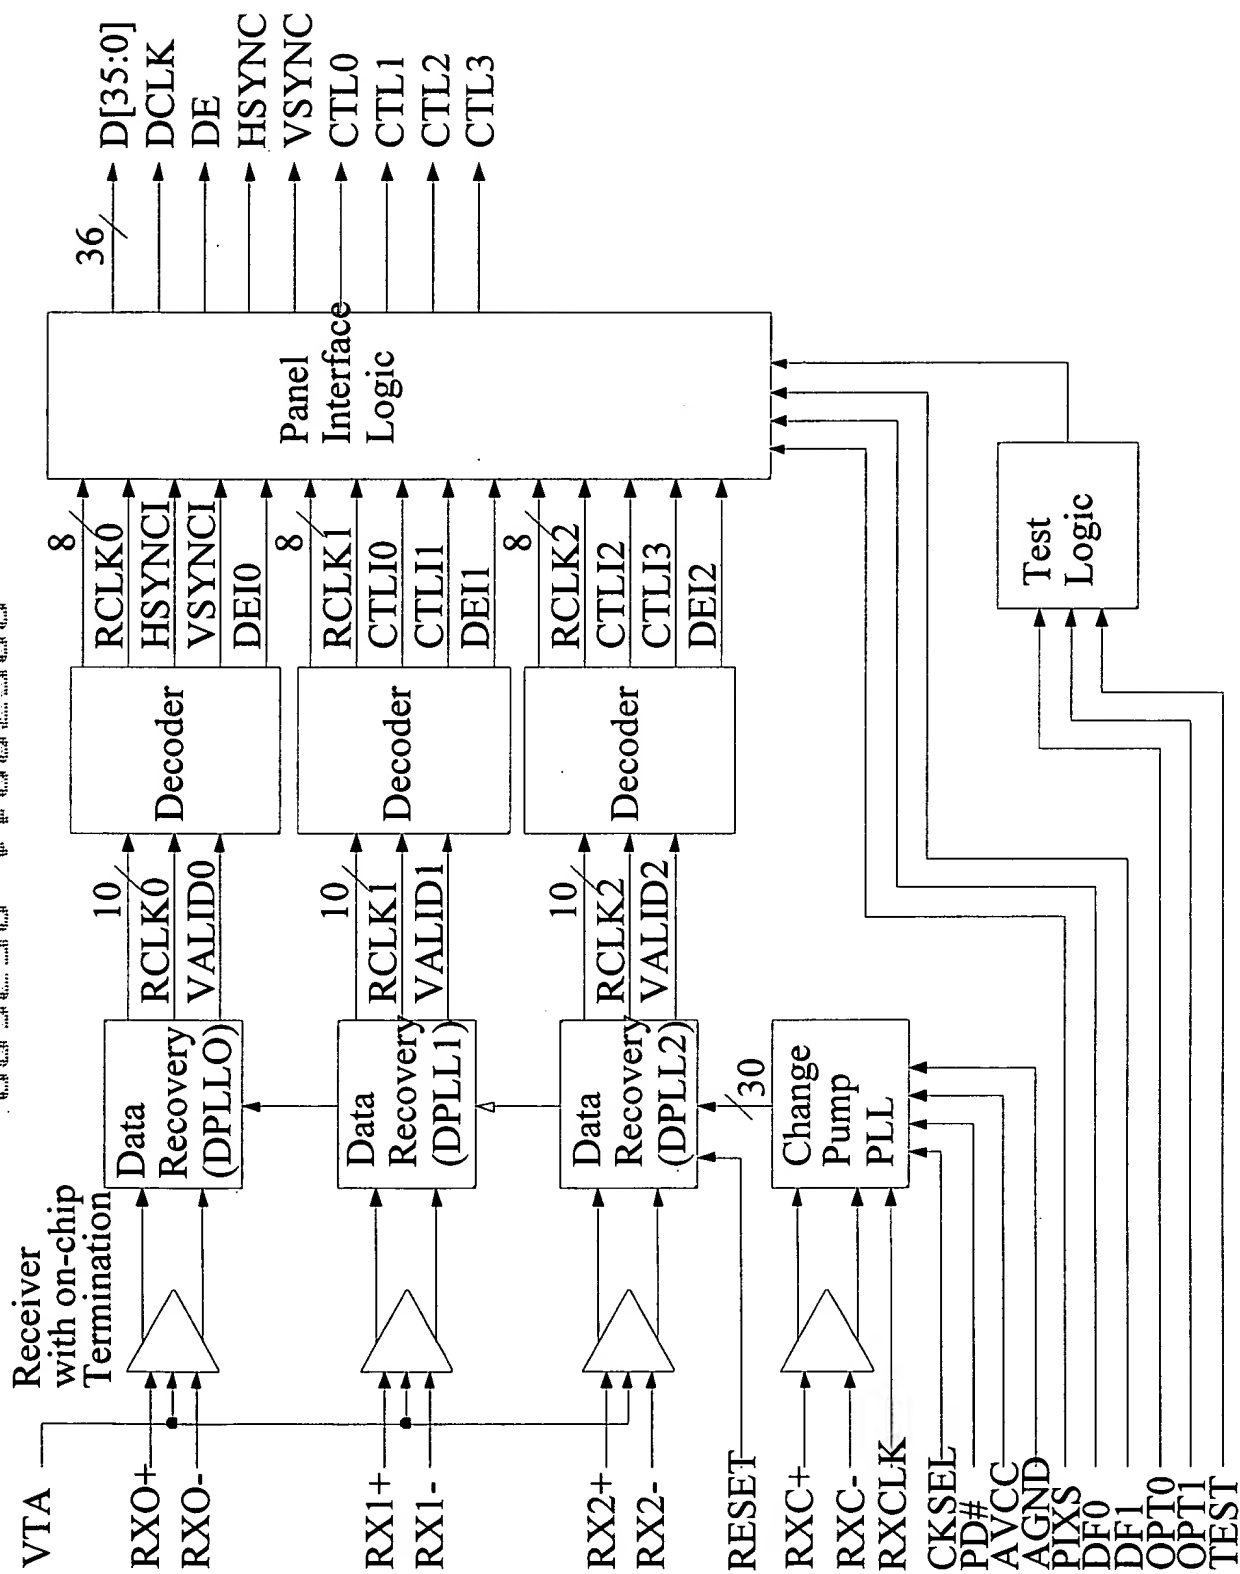 Receiver
with on-chip
Termination
VTA
RXO+
RXO-
RX1+
RX1-
RX2+
RX2-
RESET
RXC+
RXC-
RXCLK
CKSEL
PD#
AVCC
AGND
PIXS
DF0
DF1
OPT0
OPT1
TEST
Data
Recovery
(DPLLO)
Data
Recovery
(DPLL1)
Data
Recovery
(DPLL2)
30
Change
Pump
PLL
10
RCLK0
VALID0
10
RCLK1
VALID1
10
RCLK2
VALID2
Decoder
Decoder
Decoder
8
RCLK0
HSYNCI
VSYNCI
DEI0
8
RCLK1
CTLI0
CTLI1
DEI1
8
RCLK2
CTLI2
CTLI3
DEI2
Test
Logic
Panel
Interface
Logic
36
D[35:0]
DCLK
DE
HSYNC
VSYNC
CTL0
CTL1
CTL2
CTL3